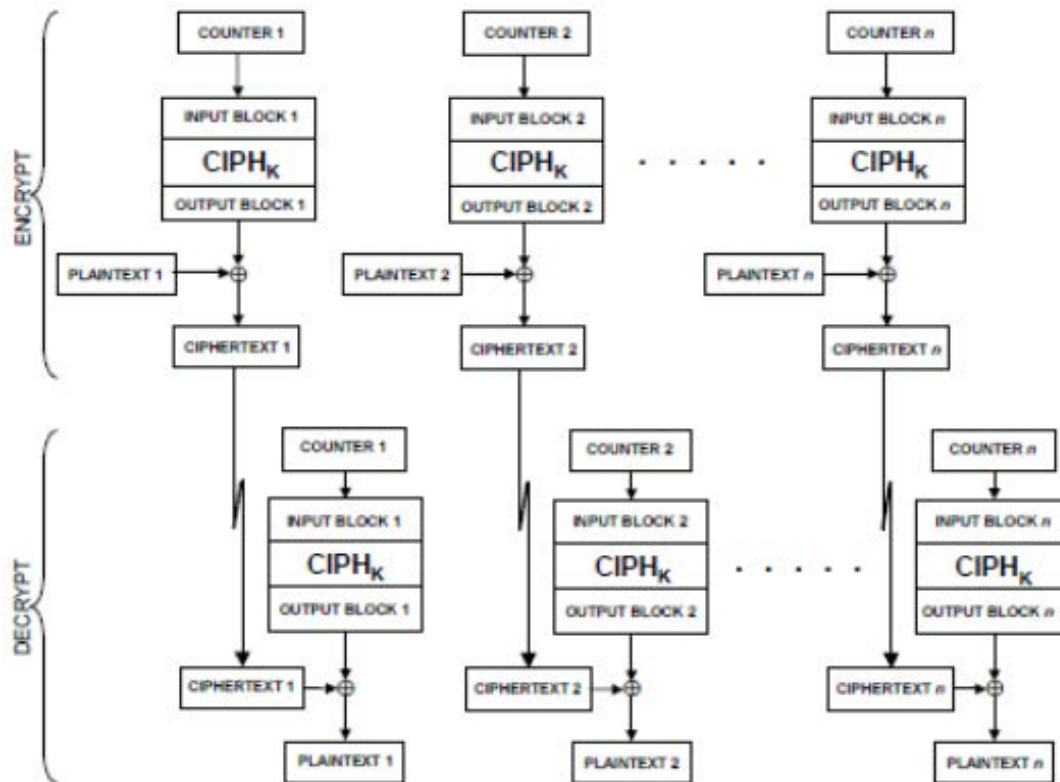 COUNTER 1 COUNTER 2 COUNTER n
INPUT BLOCK 1 INPUT BLOCK 2 INPUT BLOCK n
CIPHK CIPHK CIPHK
OUTPUT BLOCK 1 OUTPUT BLOCK 2 OUTPUT BLOCK n
ENCRYPT
PLAINTEXT 1 PLAINTEXT 2 PLAINTEXT n
CIPHERTEXT 1 CIPHERTEXT 2 CIPHERTEXT n
COUNTER 1 COUNTER 2 COUNTER n
INPUT BLOCK 1 INPUT BLOCK 2 INPUT BLOCK n
CIPHK CIPHK CIPHK
OUTPUT BLOCK 1 OUTPUT BLOCK 2 OUTPUT BLOCK n
DECRYPT
CIPHERTEXT 1 CIPHERTEXT 2 CIPHERTEXT n
PLAINTEXT 1 PLAINTEXT 2 PLAINTEXT n